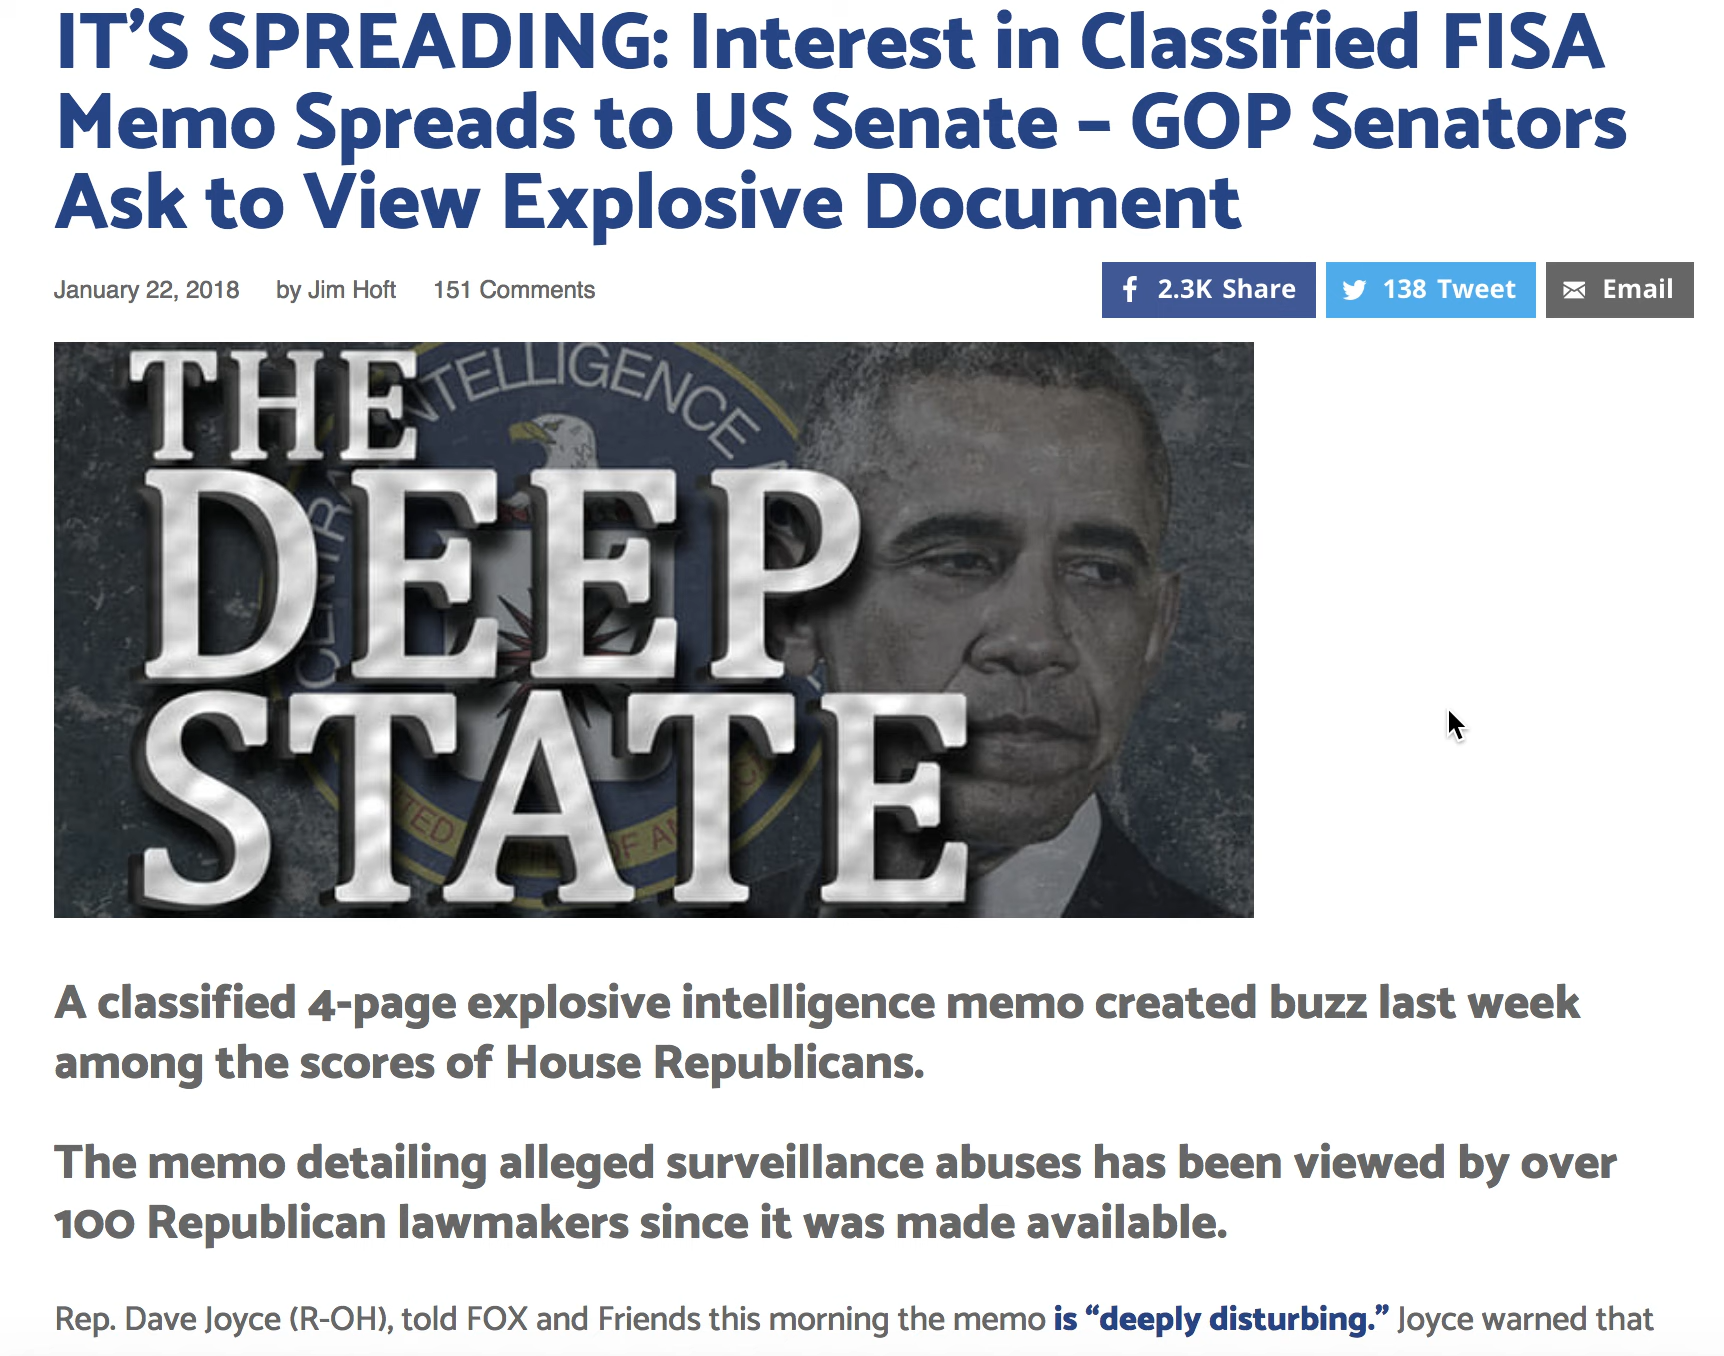 IT’S SPREADING: Interest in Classified FISA
Memo Spreads to US Senate – GOP Senators
Ask to View Explosive Document
January 22, 2018 by Jim Hoft 151 Comments
2.3K Share 138 Tweet Email
THE
INTELLIGENCE
CENTRA
DEEP
STATE
TED
OF AM
A classified 4-page explosive intelligence memo created buzz last week
among the scores of House Republicans.
The memo detailing alleged surveillance abuses has been viewed by over
100 Republican lawmakers since it was made available.
Rep. Dave Joyce (R-OH), told FOX and Friends this morning the memo is “deeply disturbing.” Joyce warned that